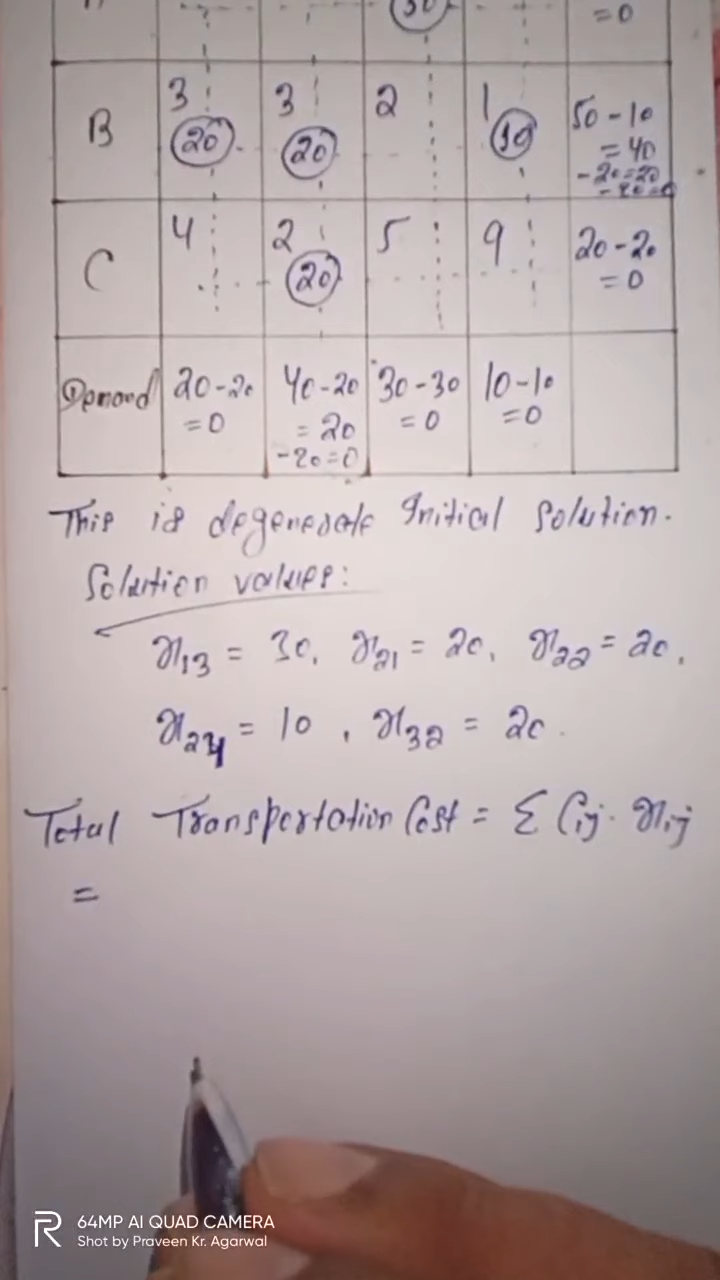 30
= 0
B 3 20 3 20 2 1 10 50 - 10
= 40
- 20 = 20
- 20 = 0
C 4 2 20 5 9 20 - 20
= 0
Demand 20 - 20 40 - 20 30 - 30 10 - 10
= 0 = 20 = 0 = 0
- 20 = 0
This is degenerate Initial Solution.
Solution values:
x13 = 30, x21 = 20, x22 = 20,
x24 = 10, x32 = 20.
Total Transportation Cost = Σ Cij . xij
=
R 64MP AI QUAD CAMERA
Shot by Praveen Kr. Agarwal